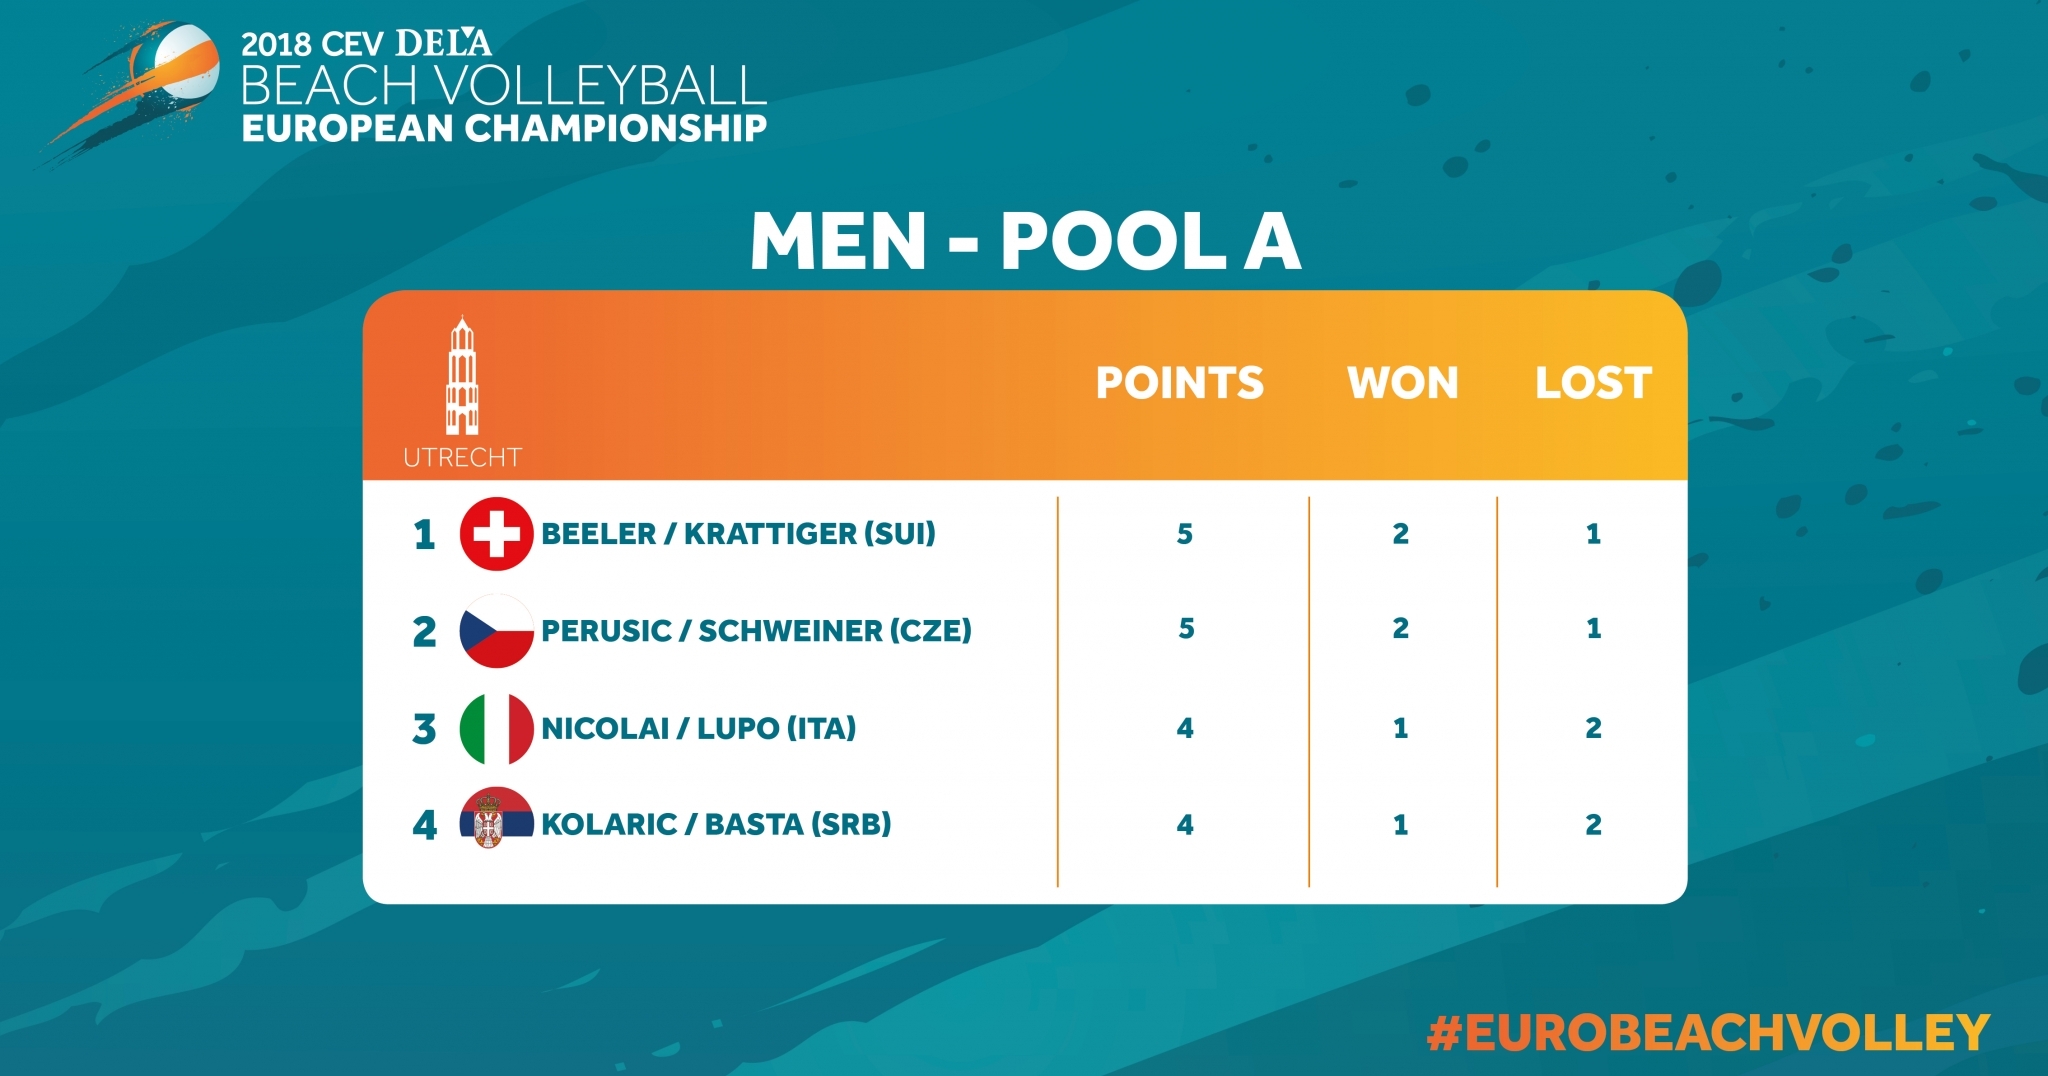 2018 CEV DELA
BEACH VOLLEYBALL
EUROPEAN CHAMPIONSHIP
MEN - POOL A
UTRECHT
POINTS WON LOST
1 BEELER / KRATTIGER (SUI) 5 2 1
2 PERUSIC / SCHWEINER (CZE) 5 2 1
3 NICOLAI / LUPO (ITA) 4 1 2
4 KOLARIC / BASTA (SRB) 4 1 2
#EUROBEACHVOLLEY